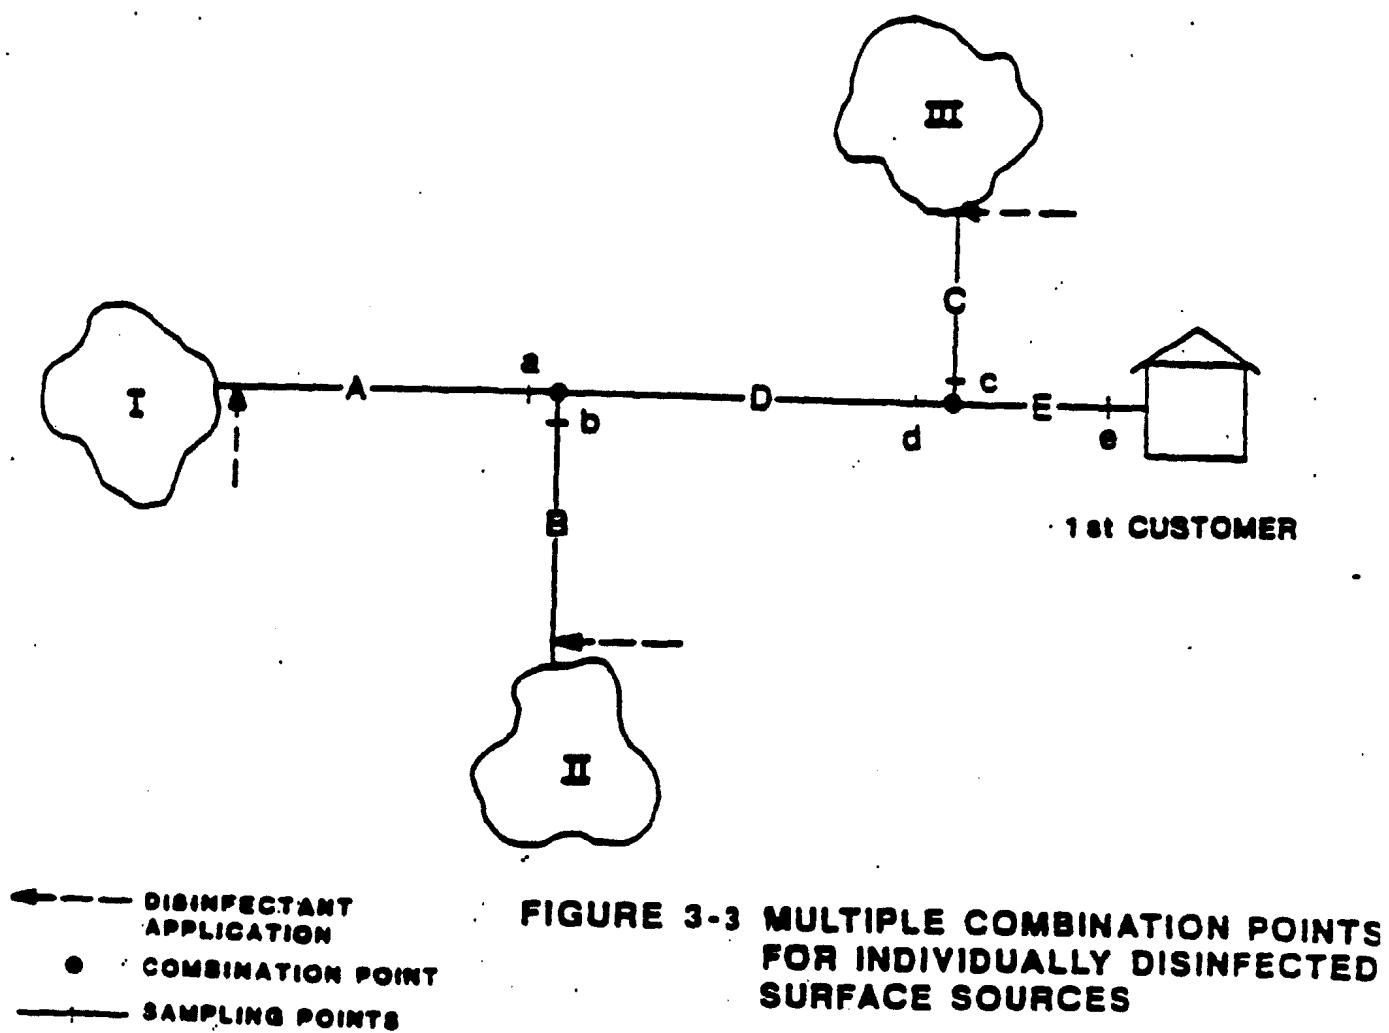 III
C
a
I
A
D
c
E
b
d
e
B
1st CUSTOMER
II
DISINFECTANT
APPLICATION
COMBINATION POINT
SAMPLING POINTS
FIGURE 3-3 MULTIPLE COMBINATION POINTS
FOR INDIVIDUALLY DISINFECTED
SURFACE SOURCES